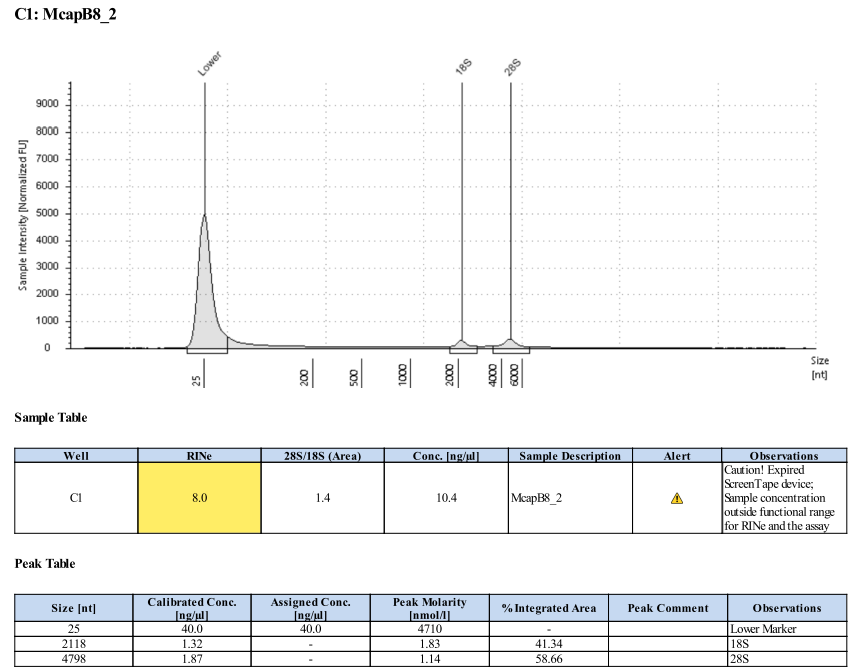 C1: McapB8_2
Lower
18S
28S
Sample Intensity [Normalized FU]
9000
8000
7000
6000
5000
4000
3000
2000
1000
0
25
200
500
1000
2000
4000
6000
Size
[nt]
Sample Table
Well RINe 28S/18S (Area) Conc. [ng/µl] Sample Description Alert Observations
C1 8.0 1.4 10.4 McapB8_2 Caution! Expired
ScreenTape device;
Sample concentration
outside functional range
for RINe and the assay
Peak Table
Size [nt] Calibrated Conc. [ng/µl] Assigned Conc. [ng/µl] Peak Molarity [nmol/l] % Integrated Area Peak Comment Observations
25 40.0 40.0 4710 - Lower Marker
2118 1.32 - 1.83 41.34 18S
4798 1.87 - 1.14 58.66 28S